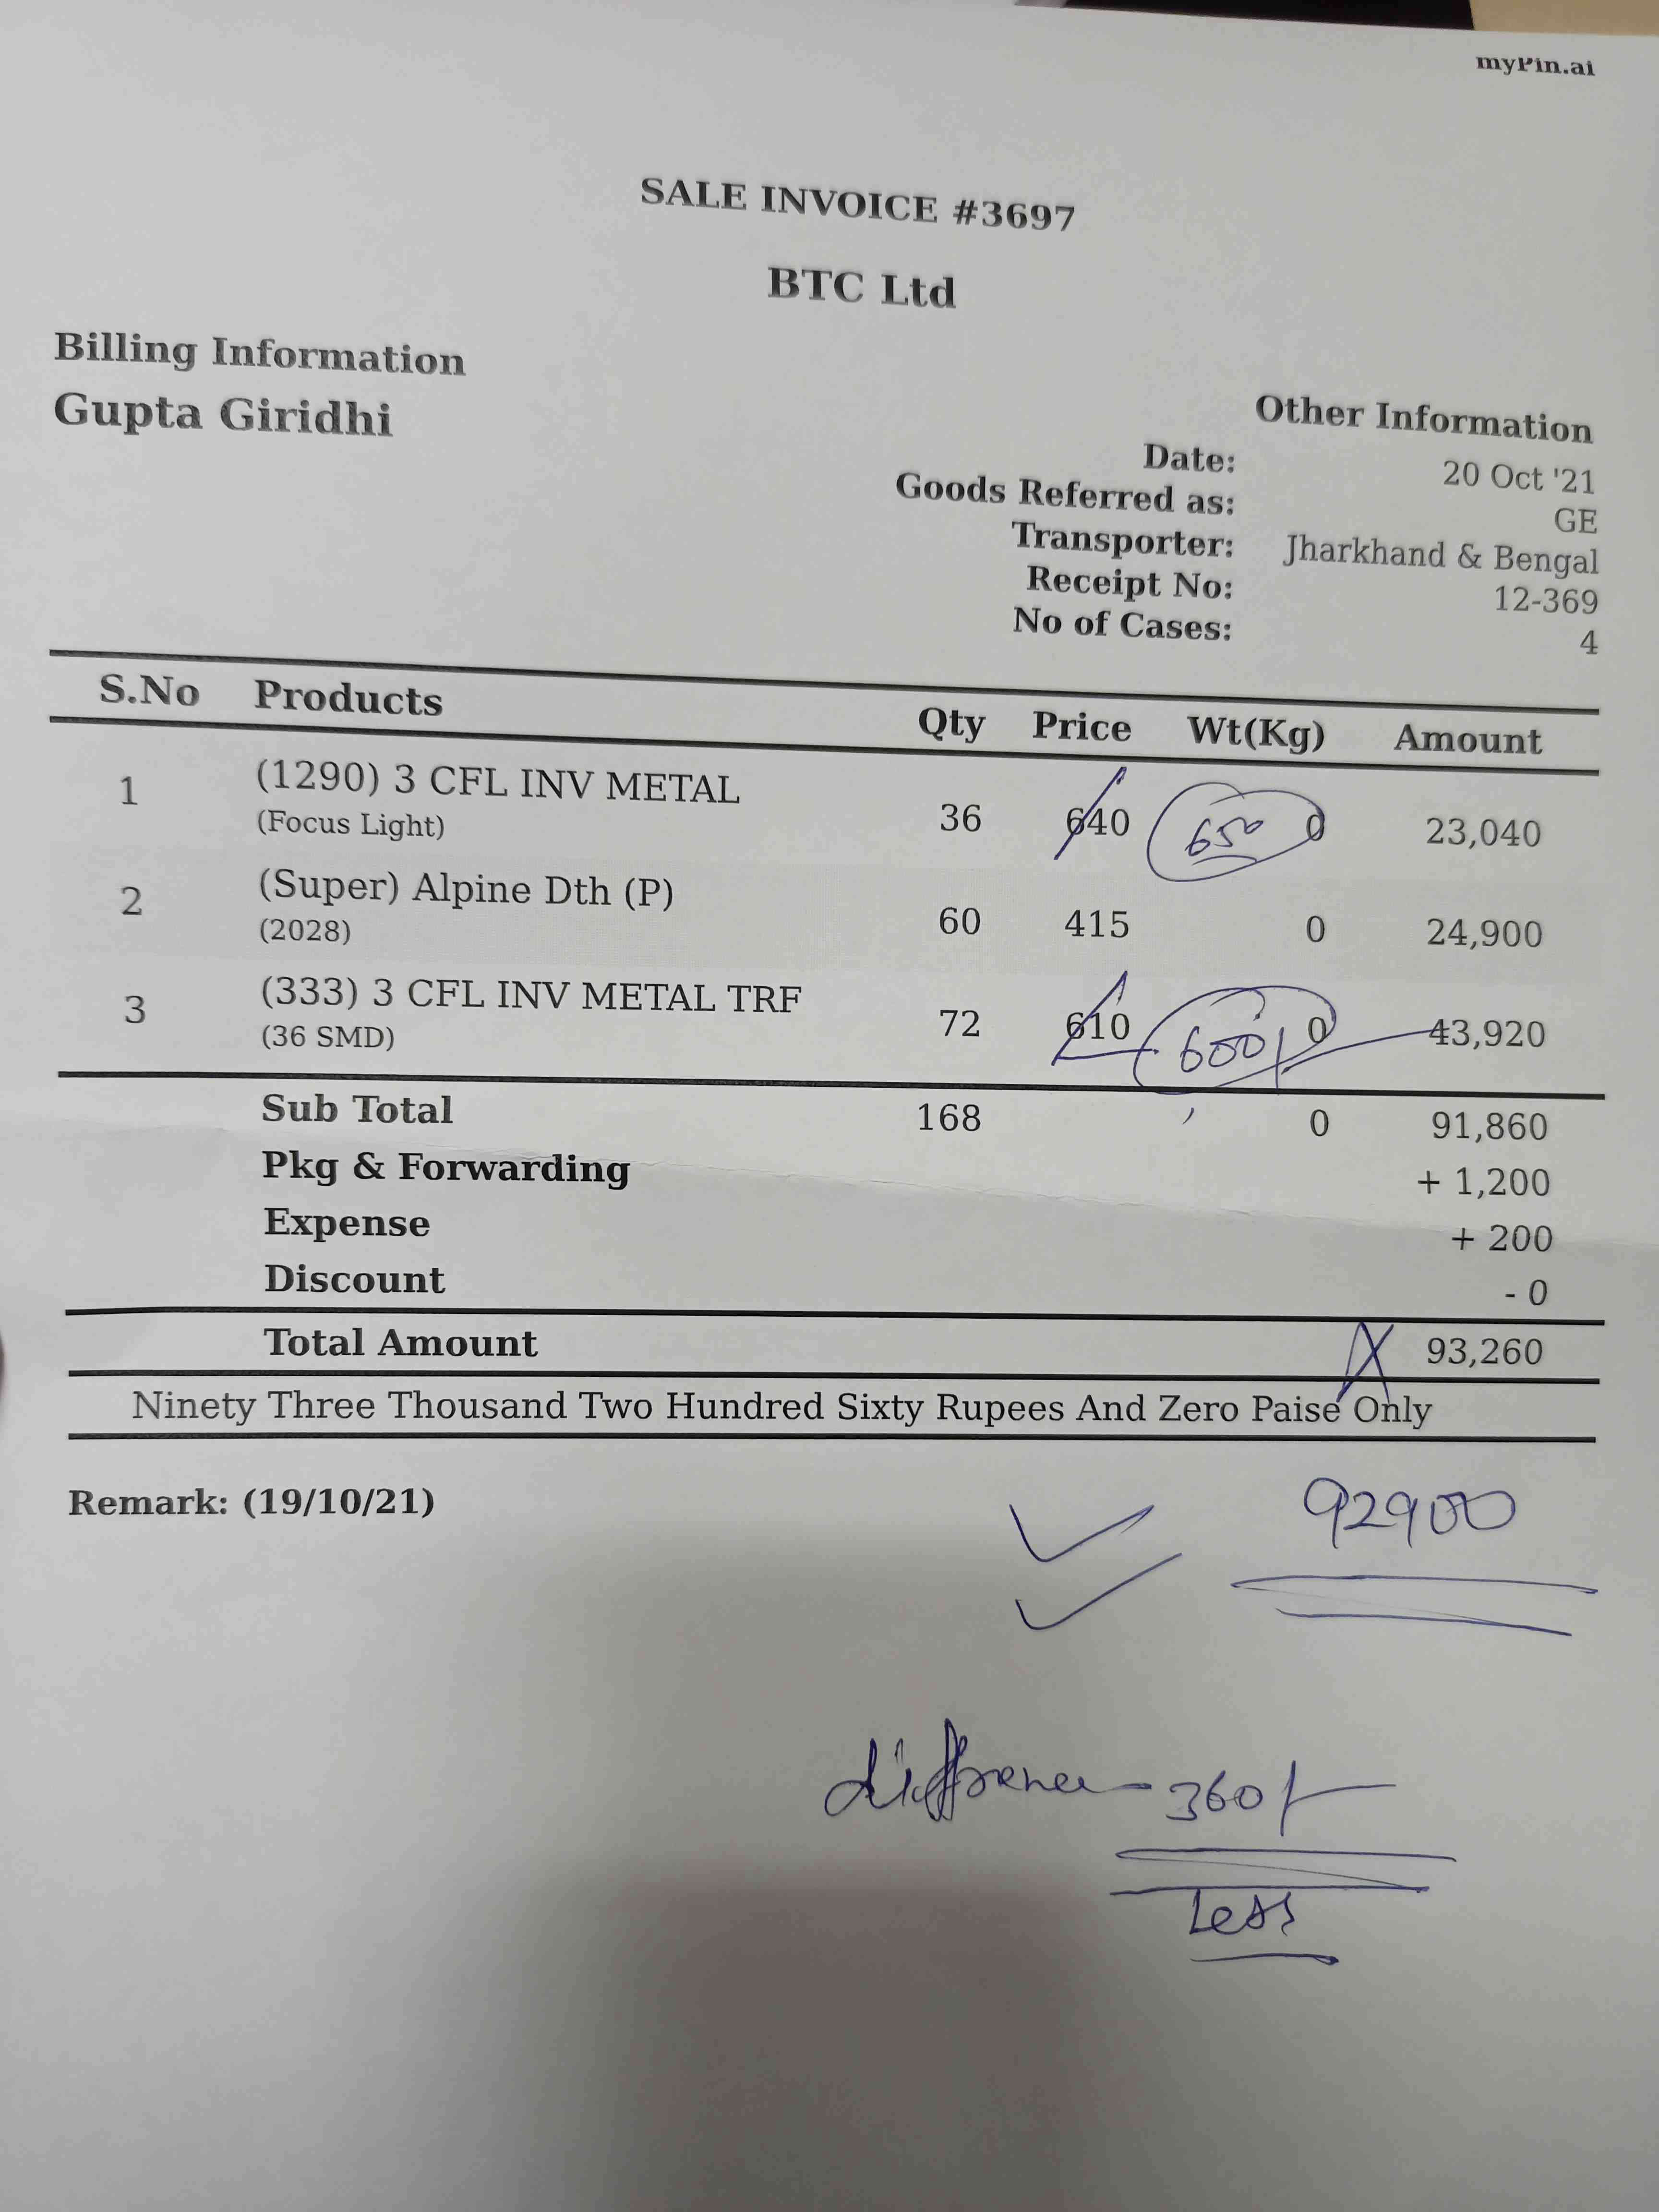 myPin.ai
SALE INVOICE #3697
BTC Ltd
Billing Information
Gupta Giridhi
Other Information
Date: 20 Oct '21
Goods Referred as: GE
Transporter: Jharkhand & Bengal
Receipt No: 12-369
No of Cases: 4
S.No Products Qty Price Wt(Kg) Amount
1 (1290) 3 CFL INV METAL 36 640 650 0 23,040
(Focus Light)
2 (Super) Alpine Dth (P) 60 415 0 24,900
(2028)
3 (333) 3 CFL INV METAL TRF 72 610 600/ 0 43,920
(36 SMD)
Sub Total 168 0 91,860
Pkg & Forwarding + 1,200
Expense + 200
Discount - 0
Total Amount 93,260
Ninety Three Thousand Two Hundred Sixty Rupees And Zero Paise Only
Remark: (19/10/21)
92900
diffrence - 360/-
Less